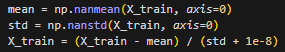 mean = np.nanmean(X_train, axis=0)
std = np.nanstd(X_train, axis=0)
X_train = (X_train - mean) / (std + 1e-8)